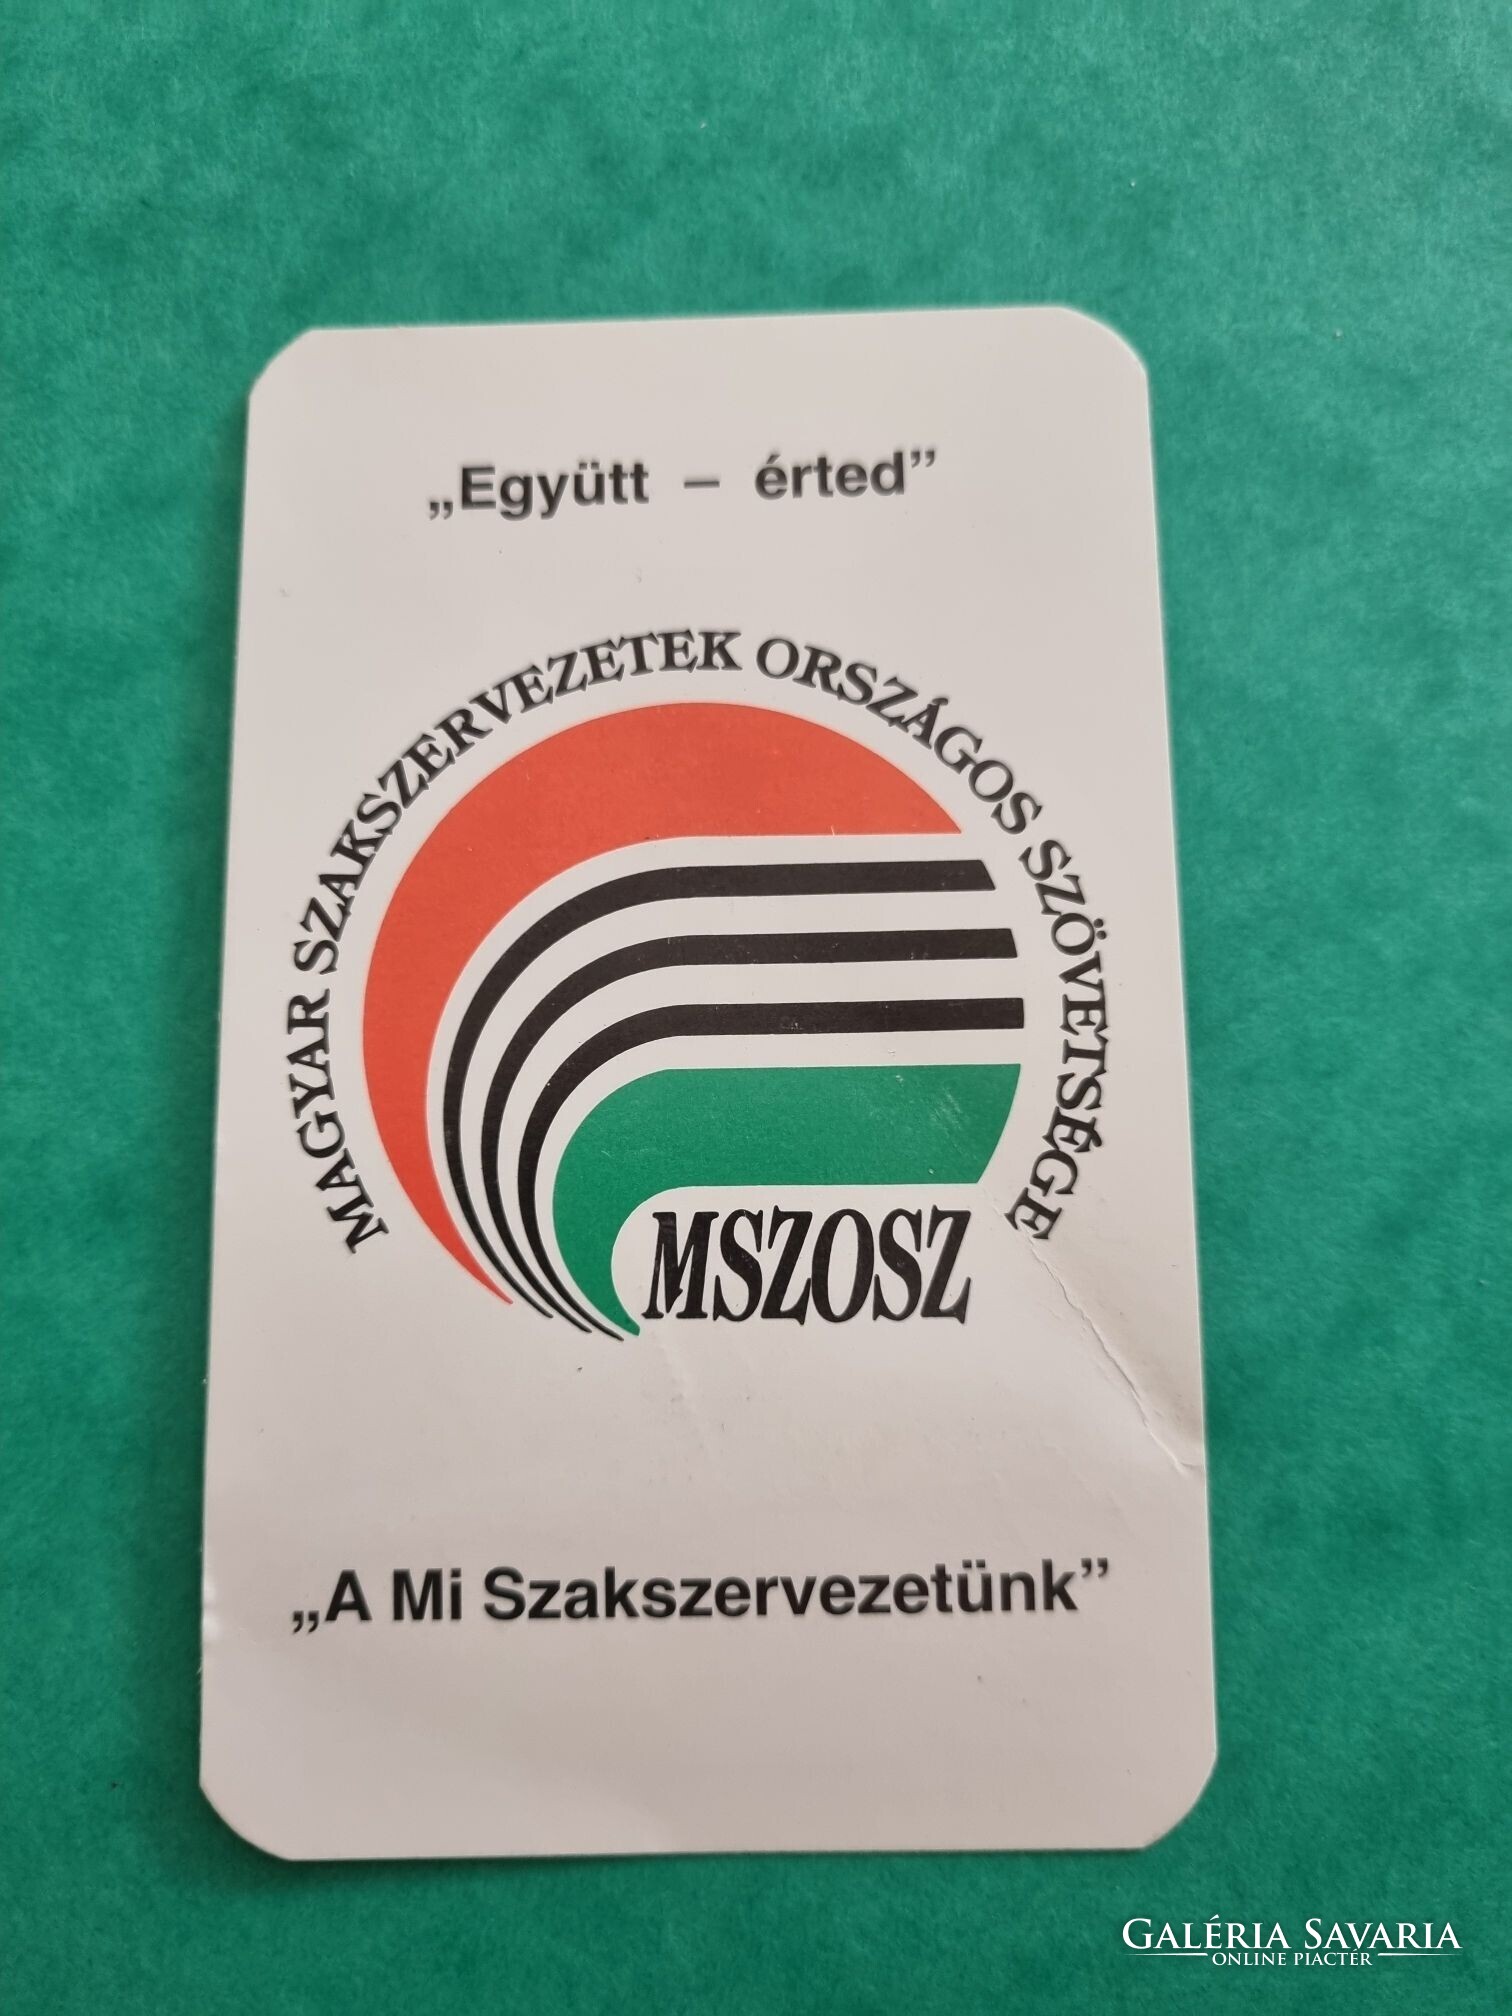 „Együtt – érted”
MAGYAR SZAKSZERVEZETEK ORSZÁGOS SZÖVETSÉGE
MSZOSZ
„A Mi Szakszervezetünk”
GALÉRIA SAVARIA
ONLINE PIACTÉR